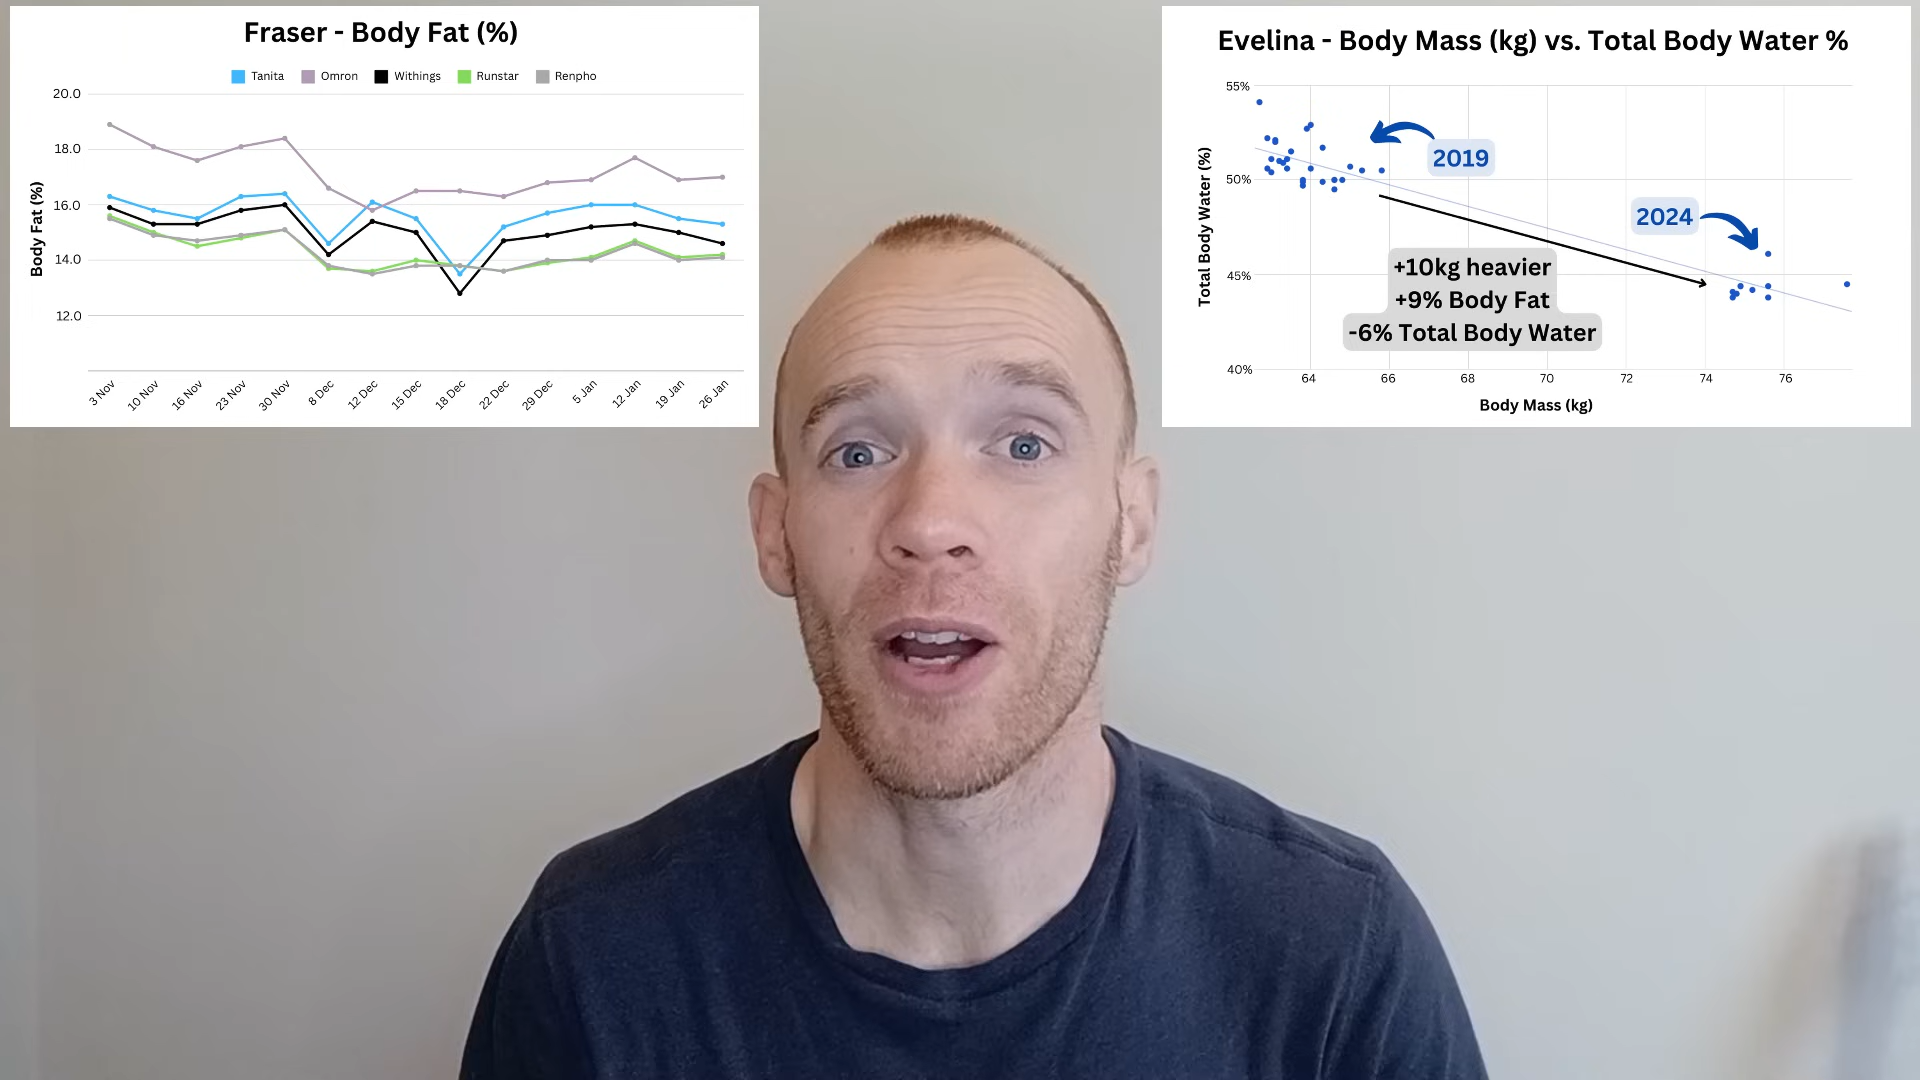 Fraser - Body Fat (%)
Tanita Omron Withings Runstar Renpho
Body Fat (%)
20.0
18.0
16.0
14.0
12.0
3 Nov 10 Nov 16 Nov 23 Nov 30 Nov 8 Dec 12 Dec 15 Dec 18 Dec 22 Dec 29 Dec 5 Jan 12 Jan 19 Jan 26 Jan
Evelina - Body Mass (kg) vs. Total Body Water %
Total Body Water (%)
55%
50%
45%
40%
2019
2024
+10kg heavier
+9% Body Fat
-6% Total Body Water
64 66 68 70 72 74 76
Body Mass (kg)